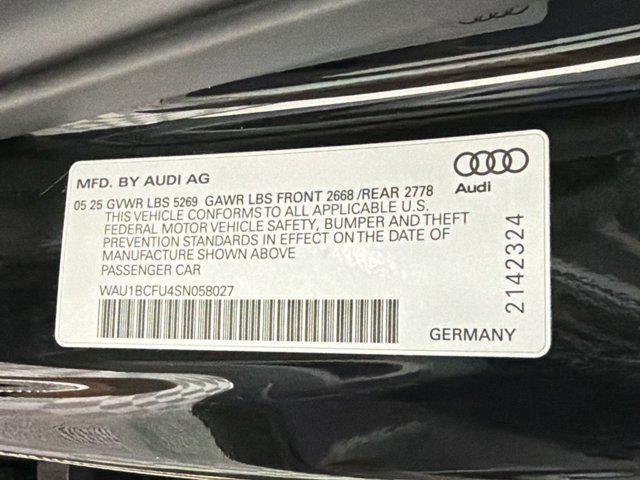 MFD. BY AUDI AG
Audi
05 25 GVWR LBS 5269 GAWR LBS FRONT 2668 /REAR 2778
THIS VEHICLE CONFORMS TO ALL APPLICABLE U.S.
FEDERAL MOTOR VEHICLE SAFETY, BUMPER AND THEFT
PREVENTION STANDARDS IN EFFECT ON THE DATE OF
MANUFACTURE SHOWN ABOVE
PASSENGER CAR
WAU1BCFU4SN058027
GERMANY
2142324